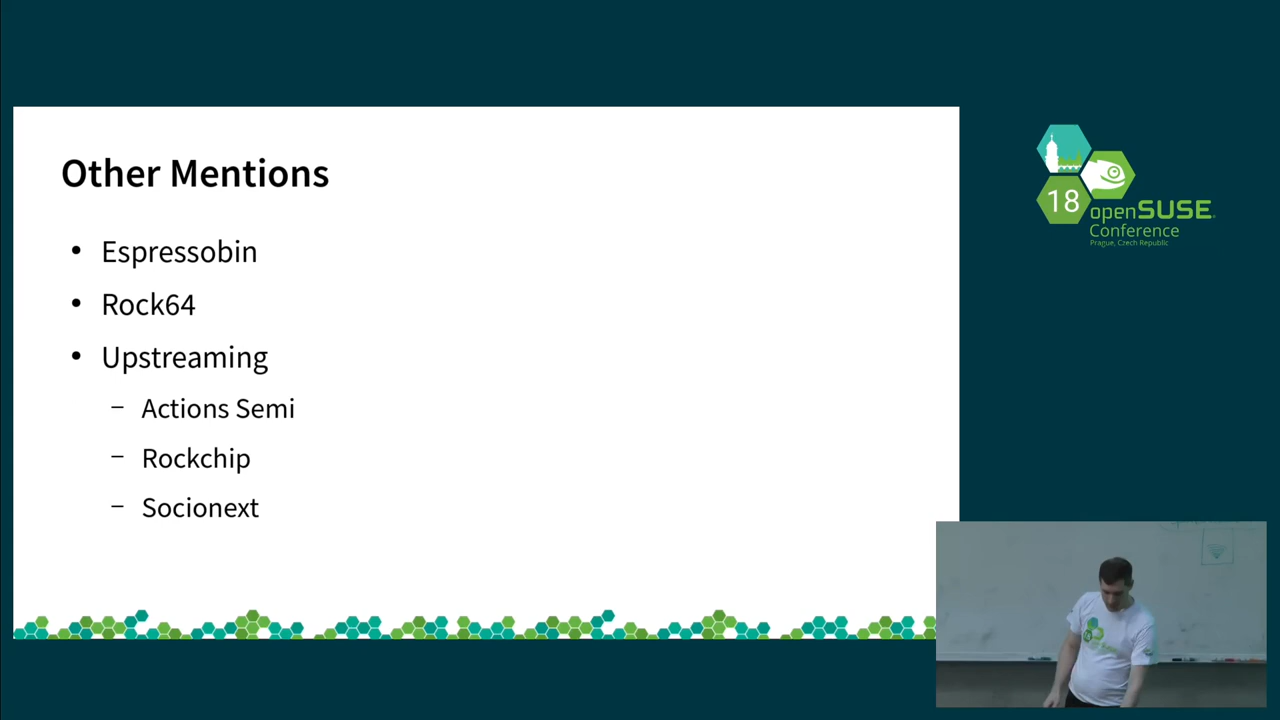 Other Mentions
• Espressobin
• Rock64
• Upstreaming
– Actions Semi
– Rockchip
– Socionext
18
openSUSE
Conference
Prague, Czech Republic